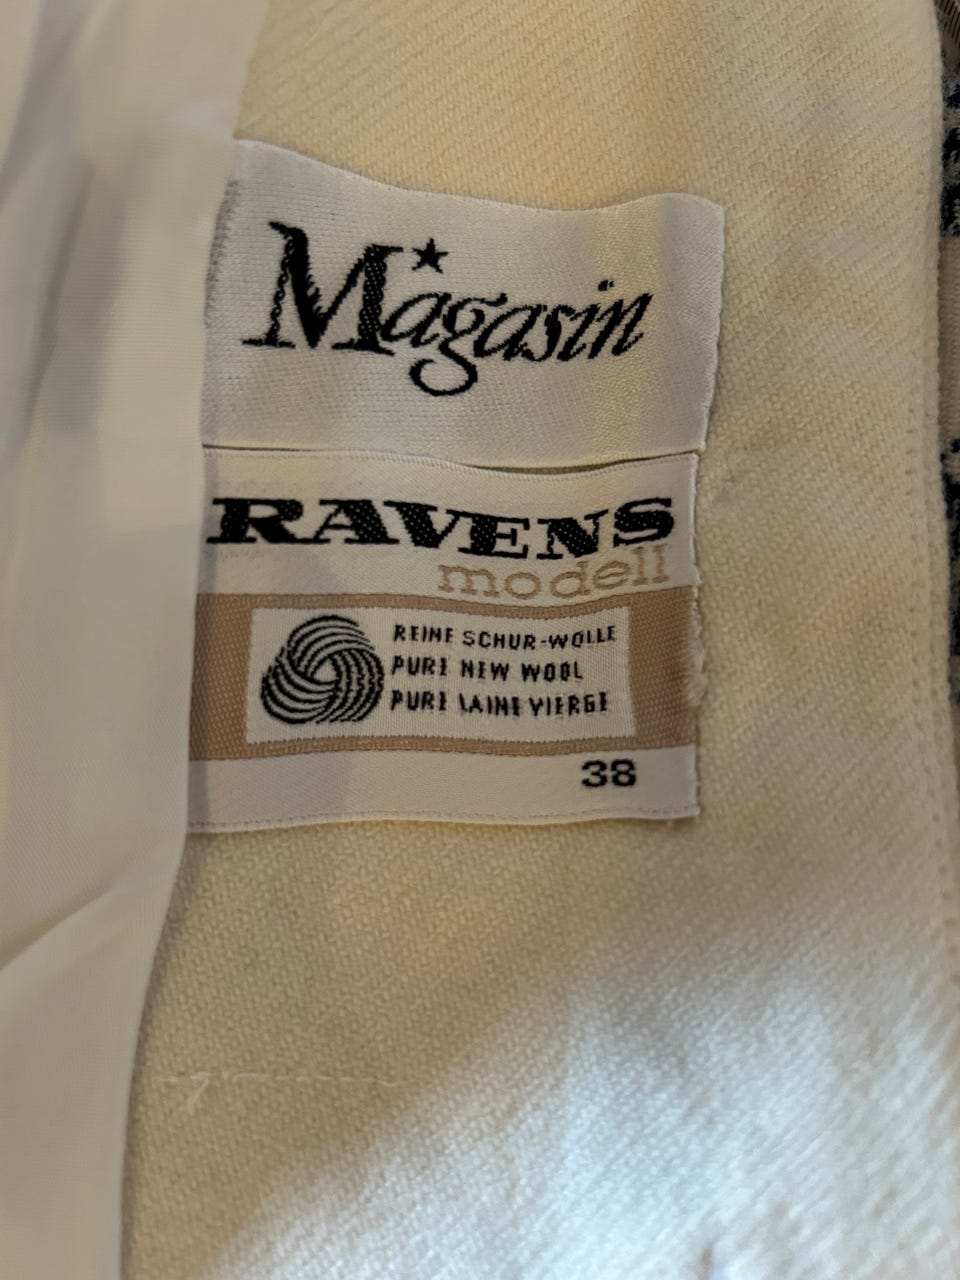 Magasin
RAVENS
modell
REINE SCHUR-WOLLE
PURE NEW WOOL
PURE LAINE VIERGE
38